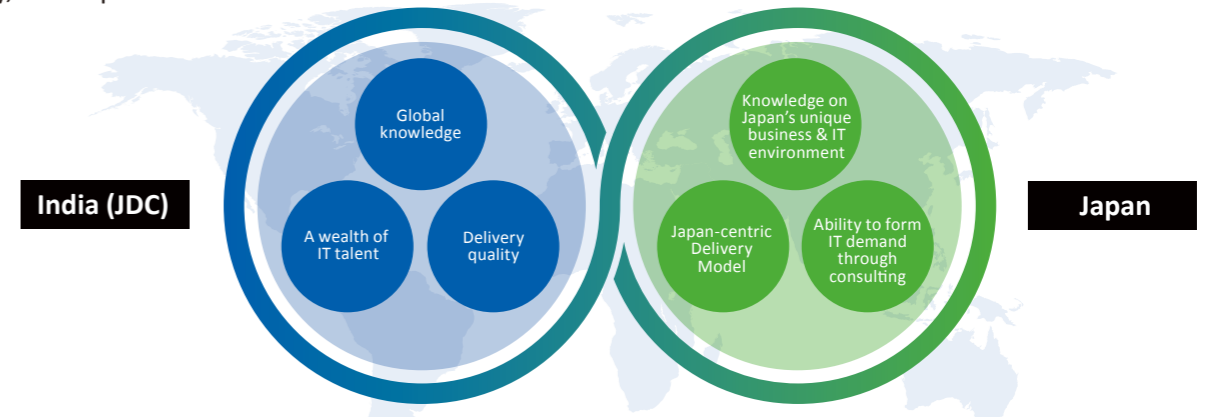 India (JDC)
Global
knowledge
A wealth of
IT talent
Delivery
quality
Knowledge on
Japan’s unique
business & IT
environment
Japan-centric
Delivery
Model
Ability to form
IT demand
through
consulting
Japan